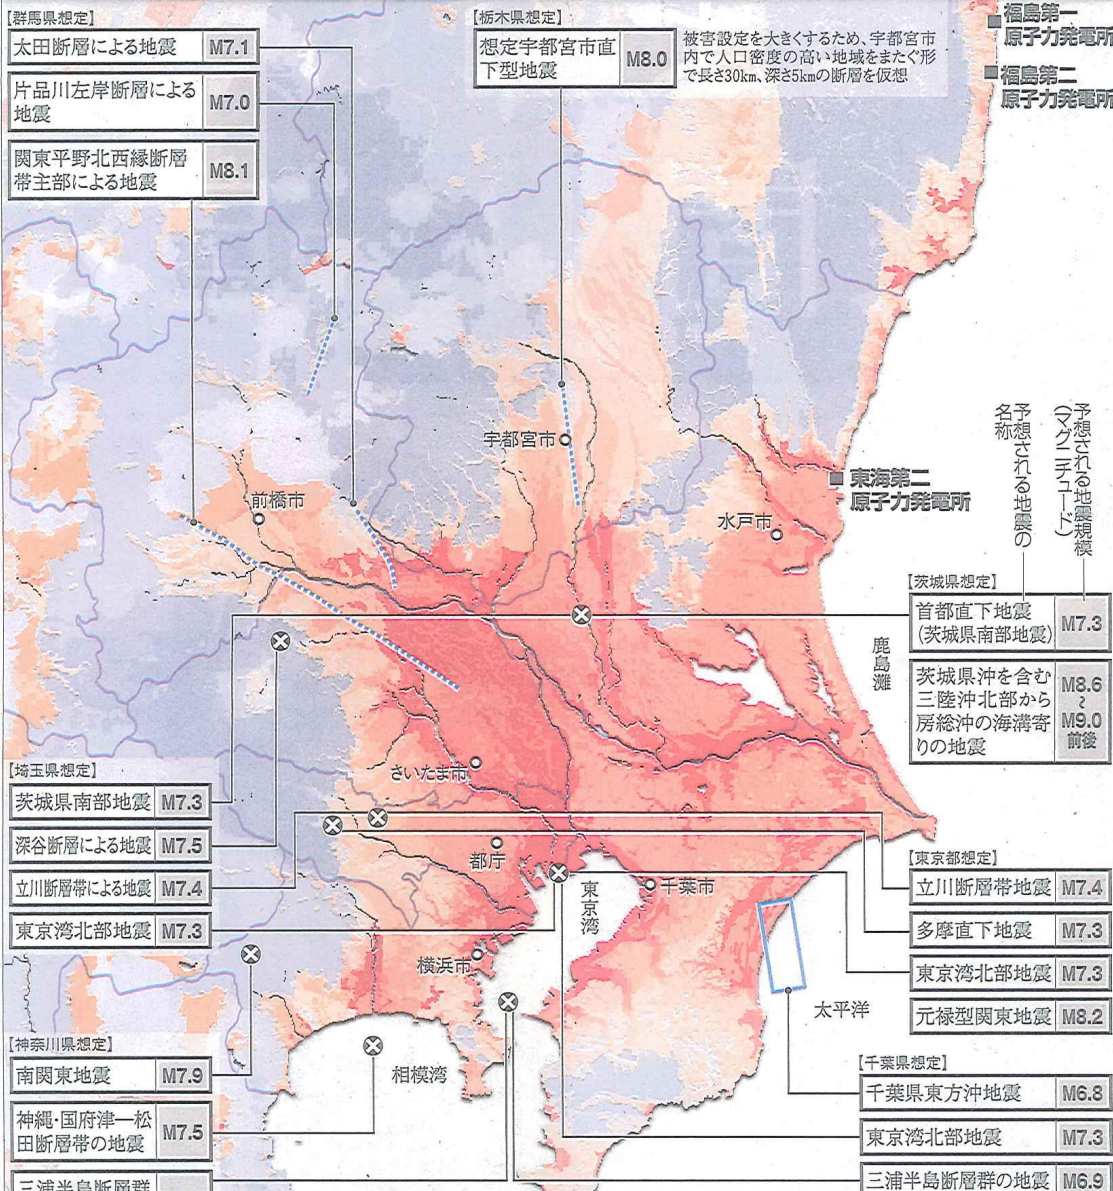 【群馬県想定】
太田断層による地震 M7.1
片品川左岸断層による
地震 M7.0
関東平野北西縁断層
帯主部による地震 M8.1
【栃木県想定】
想定宇都宮市直
下型地震 M8.0
被害設定を大きくするため、宇都宮市
内で人口密度の高い地域をまたぐ形
で長さ30km、深さ5kmの断層を仮想
福島第一
原子力発電所
福島第二
原子力発電所
宇都宮市
前橋市
水戸市
東海第二
原子力発電所
予想される地震規模
(マグニチュード)
予想される地震の
名称
【茨城県想定】
首都直下地震
(茨城県南部地震) M7.3
茨城県沖を含む
三陸沖北部から
房総沖の海溝寄
りの地震
M8.6
~
M9.0
前後
鹿島灘
【埼玉県想定】
茨城県南部地震 M7.3
深谷断層による地震 M7.5
立川断層帯による地震 M7.4
東京湾北部地震 M7.3
さいたま市
都庁
東京湾
千葉市
横浜市
【東京都想定】
立川断層帯地震 M7.4
多摩直下地震 M7.3
東京湾北部地震 M7.3
元禄型関東地震 M8.2
太平洋
相模湾
【神奈川県想定】
南関東地震 M7.9
神縄・国府津―松
田断層帯の地震 M7.5
三浦半島断層群
【千葉県想定】
千葉県東方沖地震 M6.8
東京湾北部地震 M7.3
三浦半島断層群の地震 M6.9